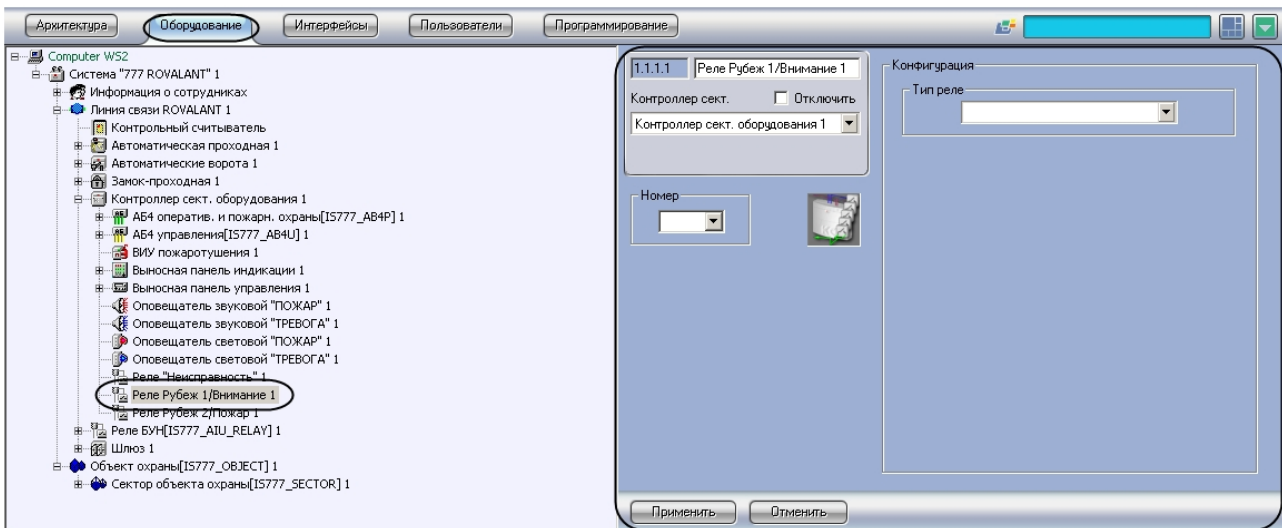 Архитектура Оборудование Интерфейсы Пользователи Программирование
Computer WS2
Система "777 ROVALANT" 1
Информация о сотрудниках
Линия связи ROVALANT 1
Контрольный считыватель
Автоматическая проходная 1
Автоматические ворота 1
Замок-проходная 1
Контроллер сект. оборудования 1
АБ4 оператив. и пожарн. охраны[IS777_AB4P] 1
АБ4 управления[IS777_AB4U] 1
ВИУ пожаротушения 1
Выносная панель индикации 1
Выносная панель управления 1
Оповещатель звуковой "ПОЖАР" 1
Оповещатель звуковой "ТРЕВОГА" 1
Оповещатель световой "ПОЖАР" 1
Оповещатель световой "ТРЕВОГА" 1
Реле "Неисправность" 1
Реле Рубеж 1/Внимание 1
Реле Рубеж 2/Пожар 1
Реле БУН[IS777_AIU_RELAY] 1
Шлюз 1
Объект охраны[IS777_OBJECT] 1
Сектор объекта охраны[IS777_SECTOR] 1
1.1.1.1 Реле Рубеж 1/Внимание 1
Контроллер сект. Отключить
Контроллер сект. оборудования 1
Номер
Конфигурация
Тип реле
Применить Отменить